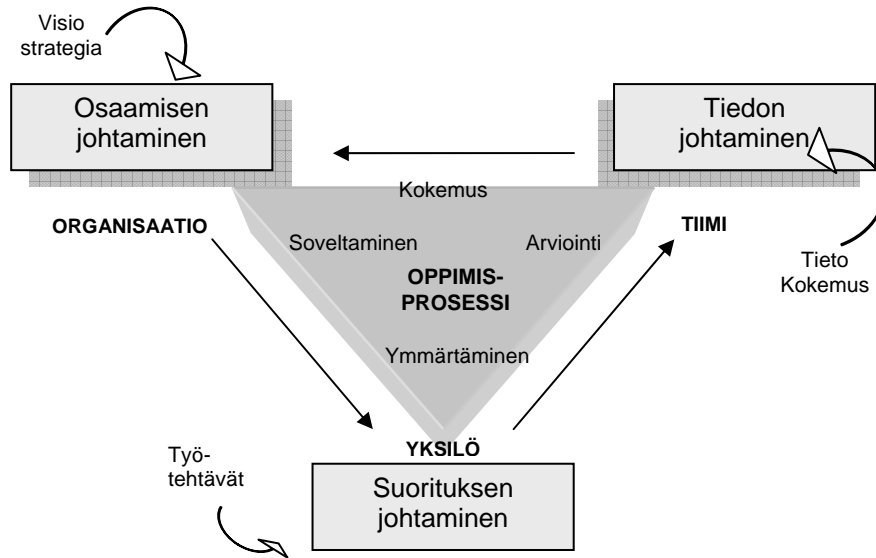 Visio
strategia
Osaamisen
johtaminen
Tiedon
johtaminen
Kokemus
ORGANISAATIO
TIIMI
Soveltaminen
Arviointi
Tieto
Kokemus
OPPIMIS-
PROSESSI
Ymmärtäminen
YKSILÖ
Työ-
tehtävät
Suorituksen
johtaminen